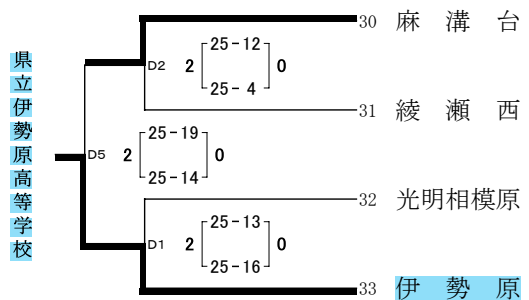 県立伊勢原高等学校
30 麻溝台
D2 2 25-12 0
25-4
31 綾瀬西
D5 2 25-19 0
25-14
32 光明相模原
D1 2 25-13 0
25-16
33 伊勢原